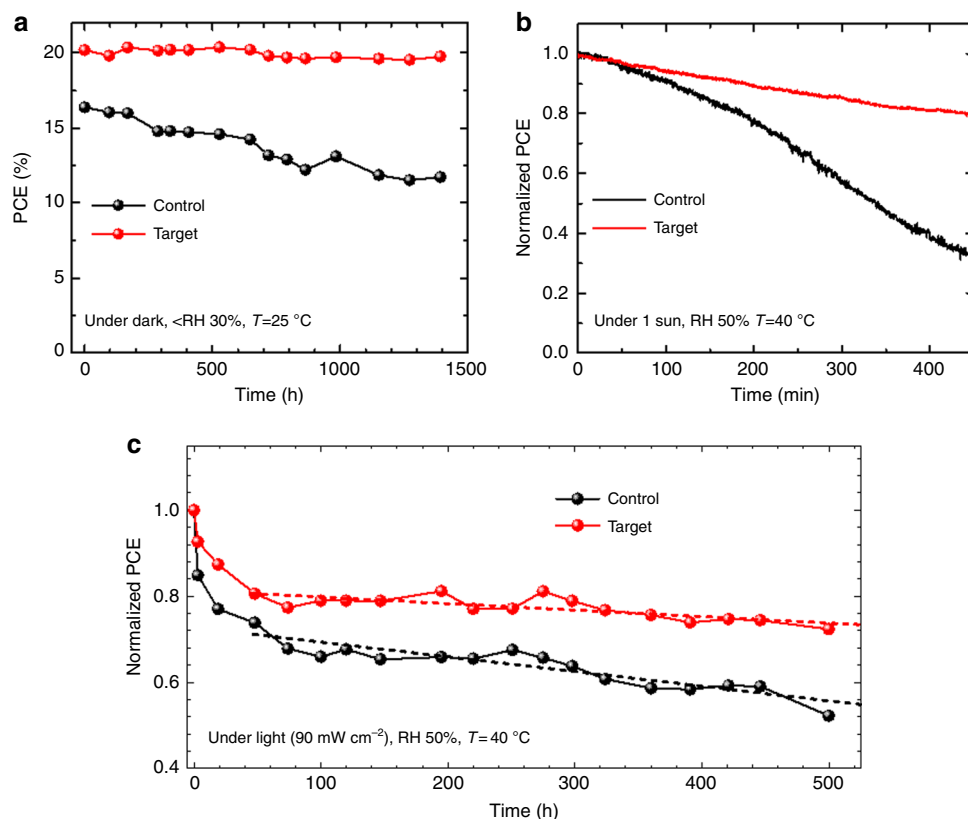 a
PCE (%)
20
15
10
5
0
Control
Target
Under dark, <RH 30%, T=25 °C
0
500
1000
1500
Time (h)
b
Normalized PCE
1.0
0.8
0.6
0.4
0.2
0.0
Control
Target
Under 1 sun, RH 50% T=40 °C
0
100
200
300
400
Time (min)
c
Normalized PCE
1.0
0.8
0.6
0.4
Control
Target
Under light (90 mW cm⁻²), RH 50%, T=40 °C
0
100
200
300
400
500
Time (h)